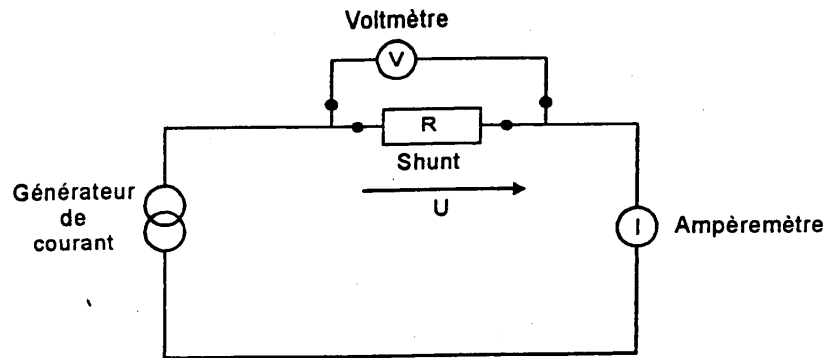 Voltmètre
V
R
Shunt
U
Générateur
de
courant
I
Ampèremètre